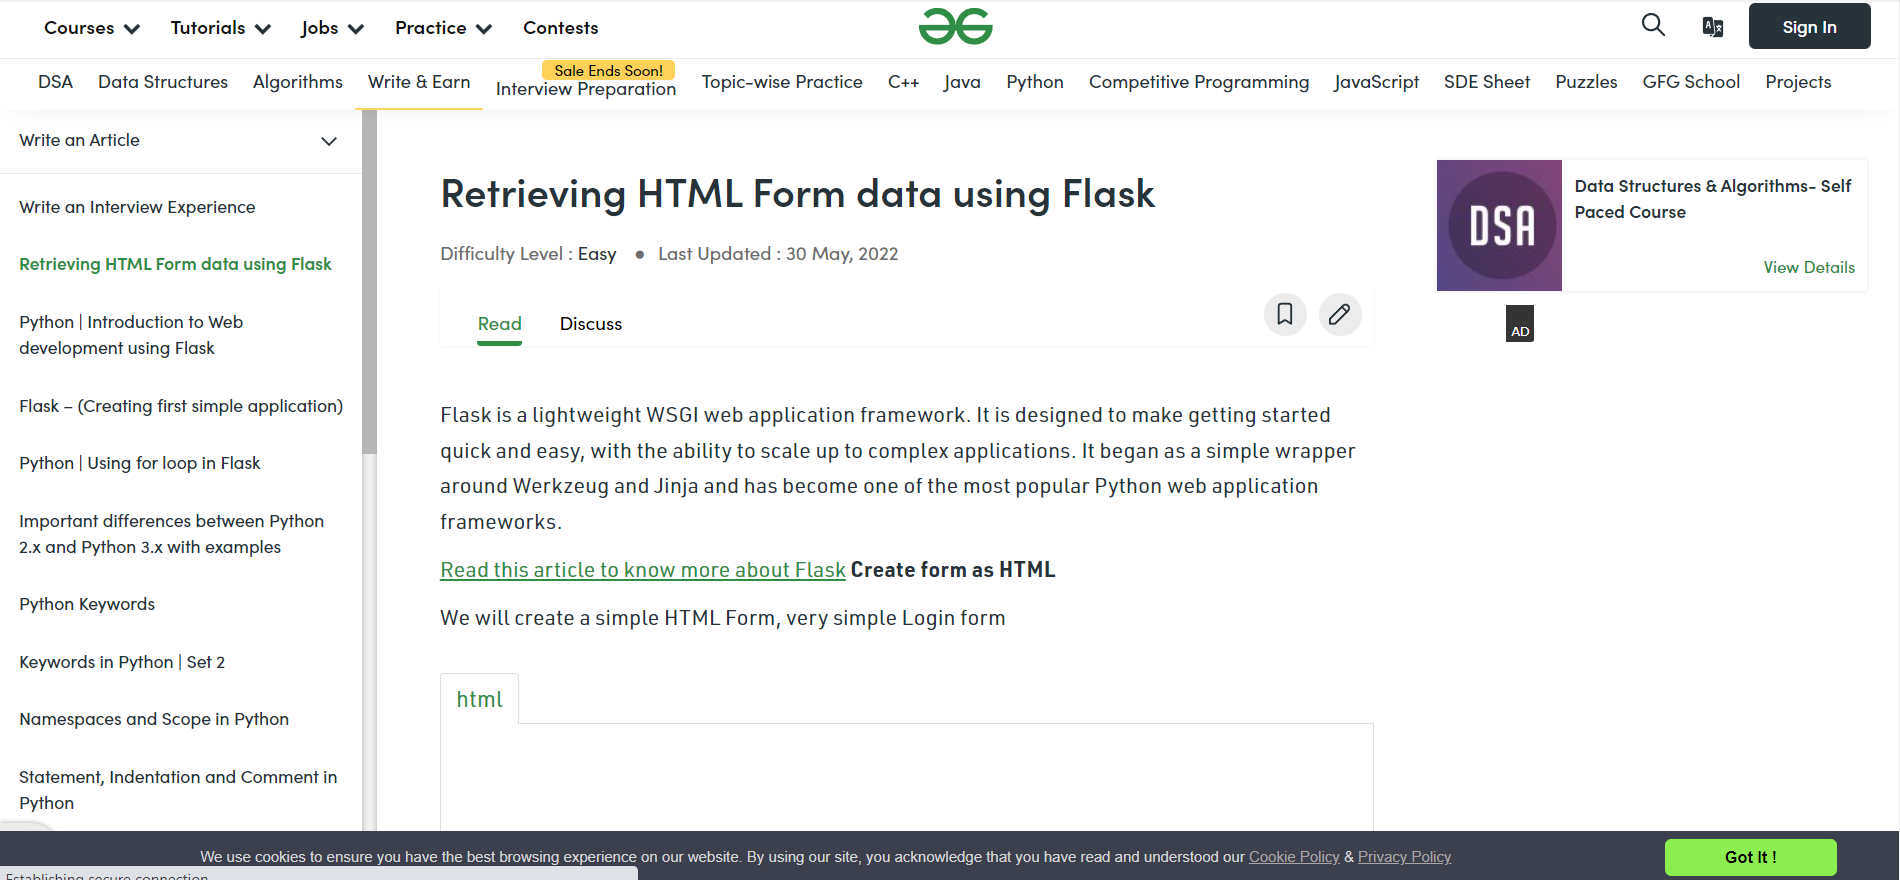 Courses
Tutorials
Jobs
Practice
Contests
Sign In
DSA
Data Structures
Algorithms
Write & Earn
Sale Ends Soon!
Interview Preparation
Topic-wise Practice
C++
Java
Python
Competitive Programming
JavaScript
SDE Sheet
Puzzles
GFG School
Projects
Write an Article
Write an Interview Experience
Retrieving HTML Form data using Flask
Python | Introduction to Web
development using Flask
Flask – (Creating first simple application)
Python | Using for loop in Flask
Important differences between Python
2.x and Python 3.x with examples
Python Keywords
Keywords in Python | Set 2
Namespaces and Scope in Python
Statement, Indentation and Comment in
Python
Retrieving HTML Form data using Flask
Difficulty Level : Easy ● Last Updated : 30 May, 2022
Read
Discuss
Flask is a lightweight WSGI web application framework. It is designed to make getting started
quick and easy, with the ability to scale up to complex applications. It began as a simple wrapper
around Werkzeug and Jinja and has become one of the most popular Python web application
frameworks.
Read this article to know more about Flask Create form as HTML
We will create a simple HTML Form, very simple Login form
html
DSA
Data Structures & Algorithms- Self
Paced Course
View Details
AD
We use cookies to ensure you have the best browsing experience on our website. By using our site, you acknowledge that you have read and understood our Cookie Policy & Privacy Policy
Got It !
Establishing secure connection